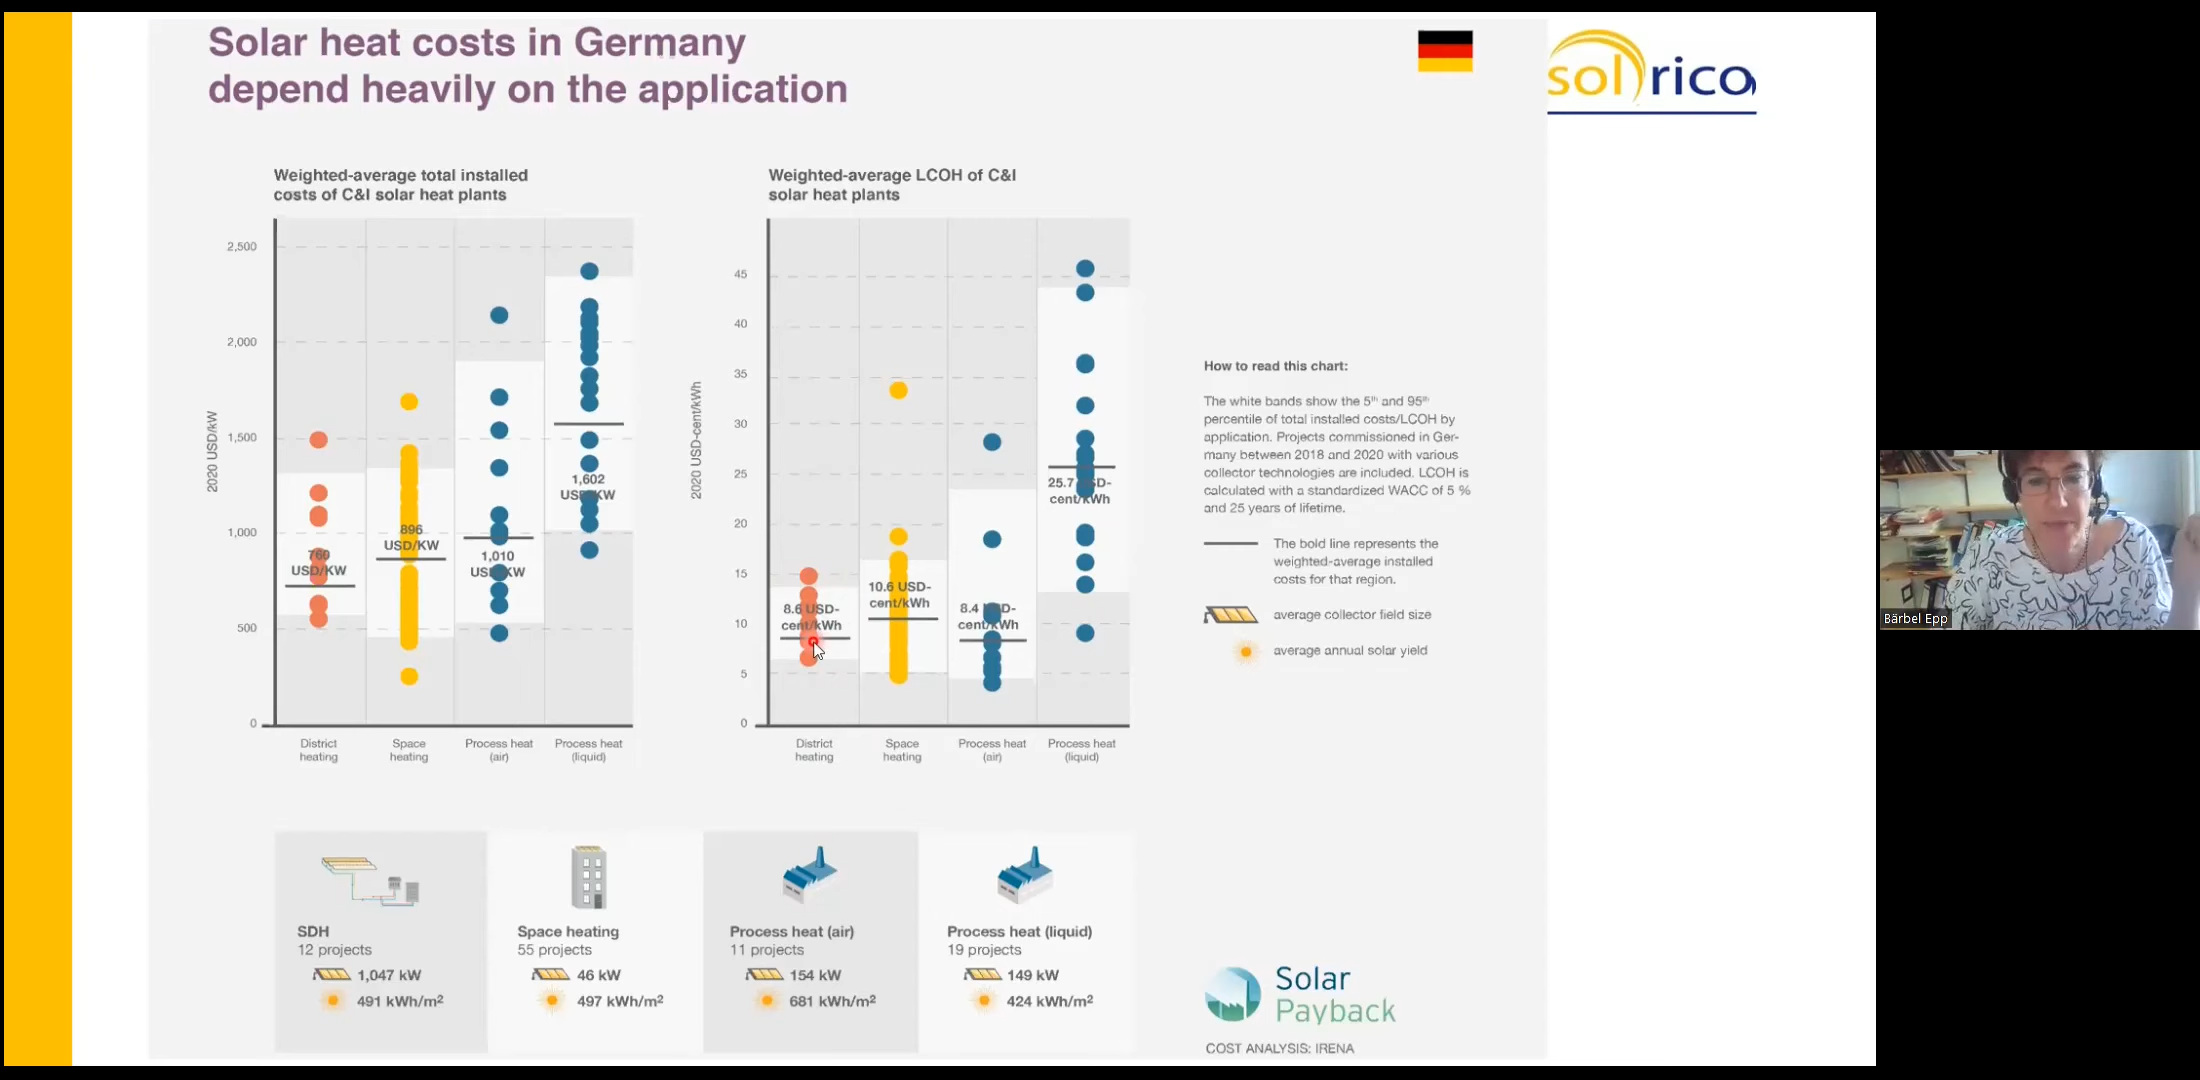 Solar heat costs in Germany
depend heavily on the application
sol rico
Weighted-average total installed
costs of C&I solar heat plants
2020 USD/kW
2,500
2,000
1,500
1,000
500
0
760
USD/KW
896
USD/KW
1,010
USD/KW
1,602
USD/KW
District
heating
Space
heating
Process heat
(air)
Process heat
(liquid)
Weighted-average LCOH of C&I
solar heat plants
2020 USD-cent/kWh
45
40
35
30
25
20
15
10
5
0
8.6 USD-
cent/kWh
10.6 USD-
cent/kWh
8.4 USD-
cent/kWh
25.7 USD-
cent/kWh
District
heating
Space
heating
Process heat
(air)
Process heat
(liquid)
How to read this chart:
The white bands show the 5th and 95th
percentile of total installed costs/LCOH by
application. Projects commissioned in Ger-
many between 2018 and 2020 with various
collector technologies are included. LCOH is
calculated with a standardized WACC of 5 %
and 25 years of lifetime.
The bold line represents the
weighted-average installed
costs for that region.
average collector field size
average annual solar yield
SDH
12 projects
1,047 kW
491 kWh/m²
Space heating
55 projects
46 kW
497 kWh/m²
Process heat (air)
11 projects
154 kW
681 kWh/m²
Process heat (liquid)
19 projects
149 kW
424 kWh/m²
Solar
Payback
COST ANALYSIS: IRENA
Bärbel Epp